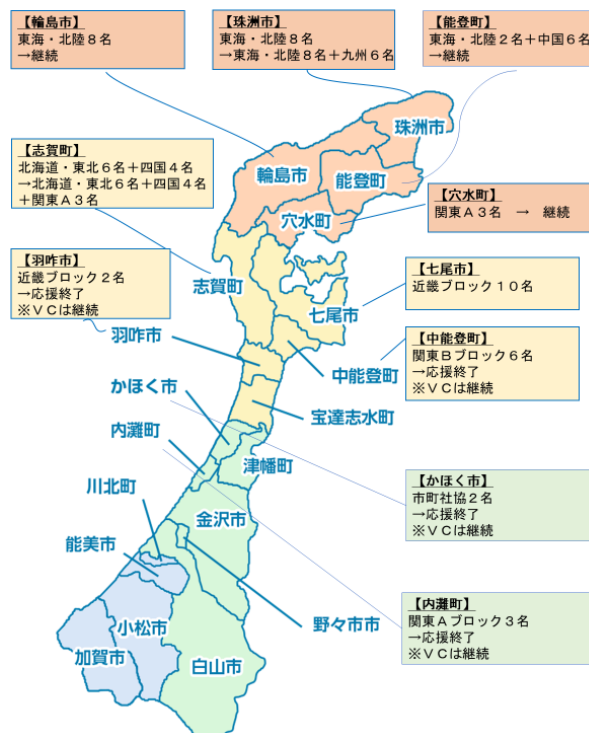 【輪島市】
東海・北陸８名
→継続
【珠洲市】
東海・北陸８名
→東海・北陸８名＋九州６名
【能登町】
東海・北陸２名＋中国６名
→継続
【志賀町】
北海道・東北６名＋四国４名
→北海道・東北６名＋四国４名
＋関東Ａ３名
【穴水町】
関東Ａ３名　→　継続
【羽咋市】
近畿ブロック２名
→応援終了
※ＶＣは継続
【七尾市】
近畿ブロック１０名
【中能登町】
関東Ｂブロック６名
→応援終了
※ＶＣは継続
【かほく市】
市町社協２名
→応援終了
※ＶＣは継続
【内灘町】
関東Ａブロック３名
→応援終了
※ＶＣは継続
珠洲市
輪島市
能登町
穴水町
志賀町
七尾市
羽咋市
中能登町
かほく市
宝達志水町
内灘町
津幡町
川北町
金沢市
能美市
野々市市
小松市
加賀市
白山市